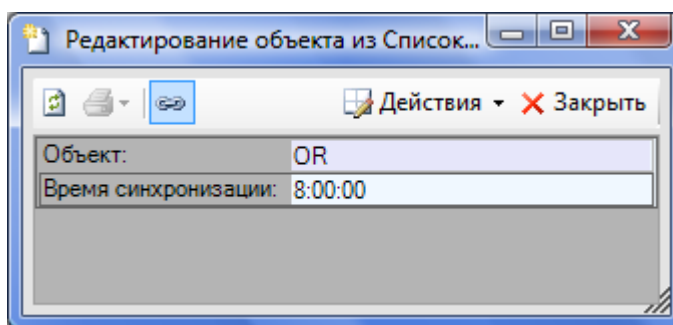 Редактирование объекта из Список...
Действия Закрыть
Объект: OR
Время синхронизации: 8:00:00